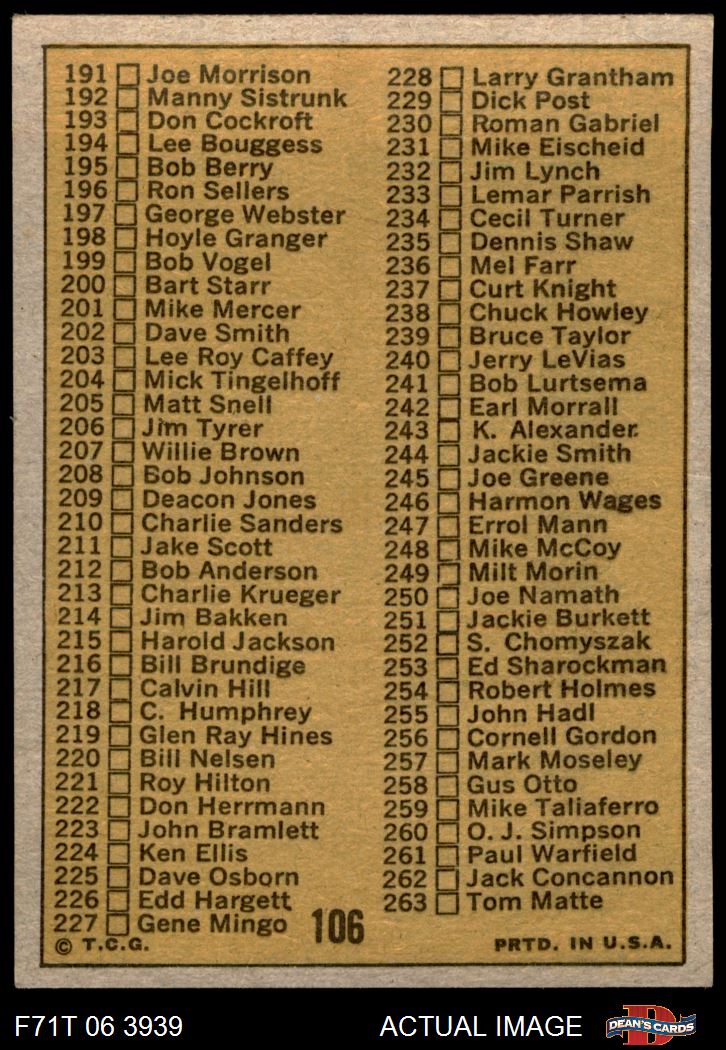 191 Joe Morrison
192 Manny Sistrunk
193 Don Cockroft
194 Lee Bouggess
195 Bob Berry
196 Ron Sellers
197 George Webster
198 Hoyle Granger
199 Bob Vogel
200 Bart Starr
201 Mike Mercer
202 Dave Smith
203 Lee Roy Caffey
204 Mick Tingelhoff
205 Matt Snell
206 Jim Tyrer
207 Willie Brown
208 Bob Johnson
209 Deacon Jones
210 Charlie Sanders
211 Jake Scott
212 Bob Anderson
213 Charlie Krueger
214 Jim Bakken
215 Harold Jackson
216 Bill Brundige
217 Calvin Hill
218 C. Humphrey
219 Glen Ray Hines
220 Bill Nelsen
221 Roy Hilton
222 Don Herrmann
223 John Bramlett
224 Ken Ellis
225 Dave Osborn
226 Edd Hargett
227 Gene Mingo
© T.C.G.
106
228 Larry Grantham
229 Dick Post
230 Roman Gabriel
231 Mike Eischeid
232 Jim Lynch
233 Lemar Parrish
234 Cecil Turner
235 Dennis Shaw
236 Mel Farr
237 Curt Knight
238 Chuck Howley
239 Bruce Taylor
240 Jerry LeVias
241 Bob Lurtsema
242 Earl Morrall
243 K. Alexander
244 Jackie Smith
245 Joe Greene
246 Harmon Wages
247 Errol Mann
248 Mike McCoy
249 Milt Morin
250 Joe Namath
251 Jackie Burkett
252 S. Chomyszak
253 Ed Sharockman
254 Robert Holmes
255 John Hadl
256 Cornell Gordon
257 Mark Moseley
258 Gus Otto
259 Mike Taliaferro
260 O. J. Simpson
261 Paul Warfield
262 Jack Concannon
263 Tom Matte
PRTD. IN U.S.A.
F71T 06 3939
ACTUAL IMAGE
D
DEAN'S CARDS